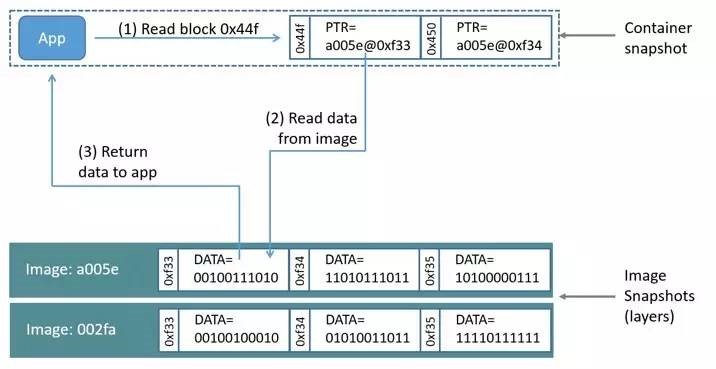 App
(1) Read block 0x44f
0x44f
PTR=
a005e@0xf33
0x450
PTR=
a005e@0xf34
Container
snapshot
(2) Read data
from image
(3) Return
data to app
Image: a005e
0xf33
DATA=
00100111010
0xf34
DATA=
11010111011
0xf35
DATA=
10100000111
Image
Snapshots
(layers)
Image: 002fa
0xf33
DATA=
00100100010
0xf34
DATA=
01010011011
0xf35
DATA=
11110111111